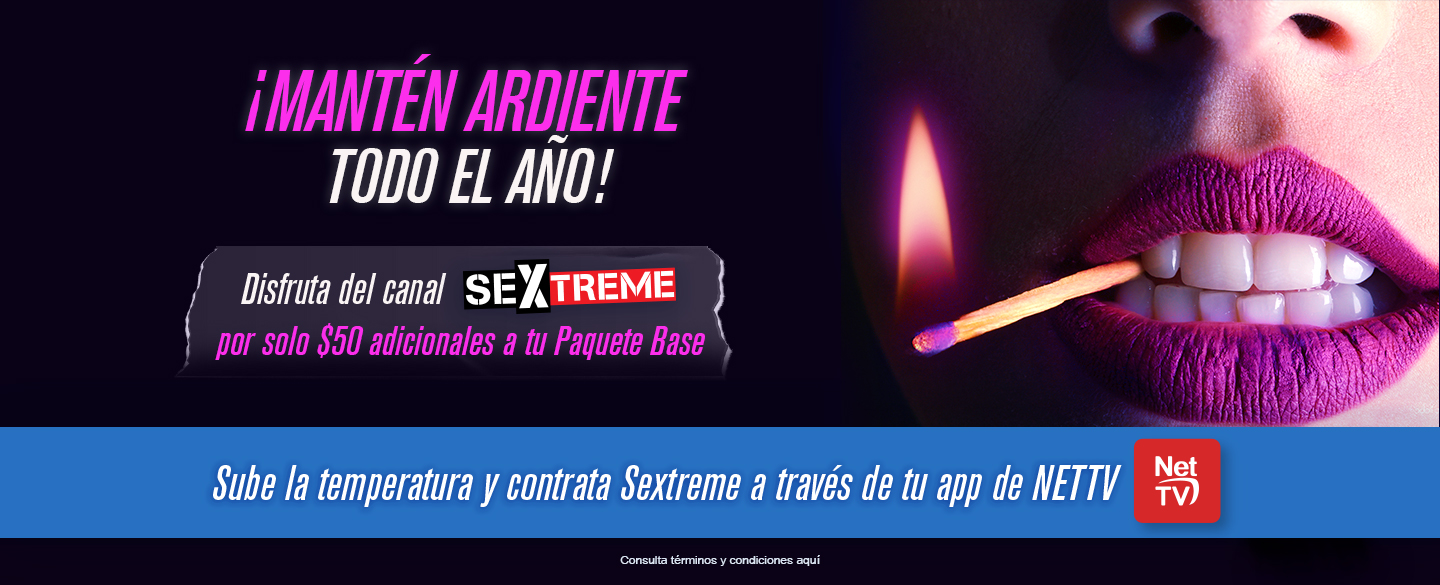 ¡MANTÉN ARDIENTE
TODO EL AÑO!
Disfruta del canal SEXTREME
por solo $50 adicionales a tu Paquete Base
Sube la temperatura y contrata Sextreme a través de tu app de NETTV
Net
TV
Consulta términos y condiciones aquí